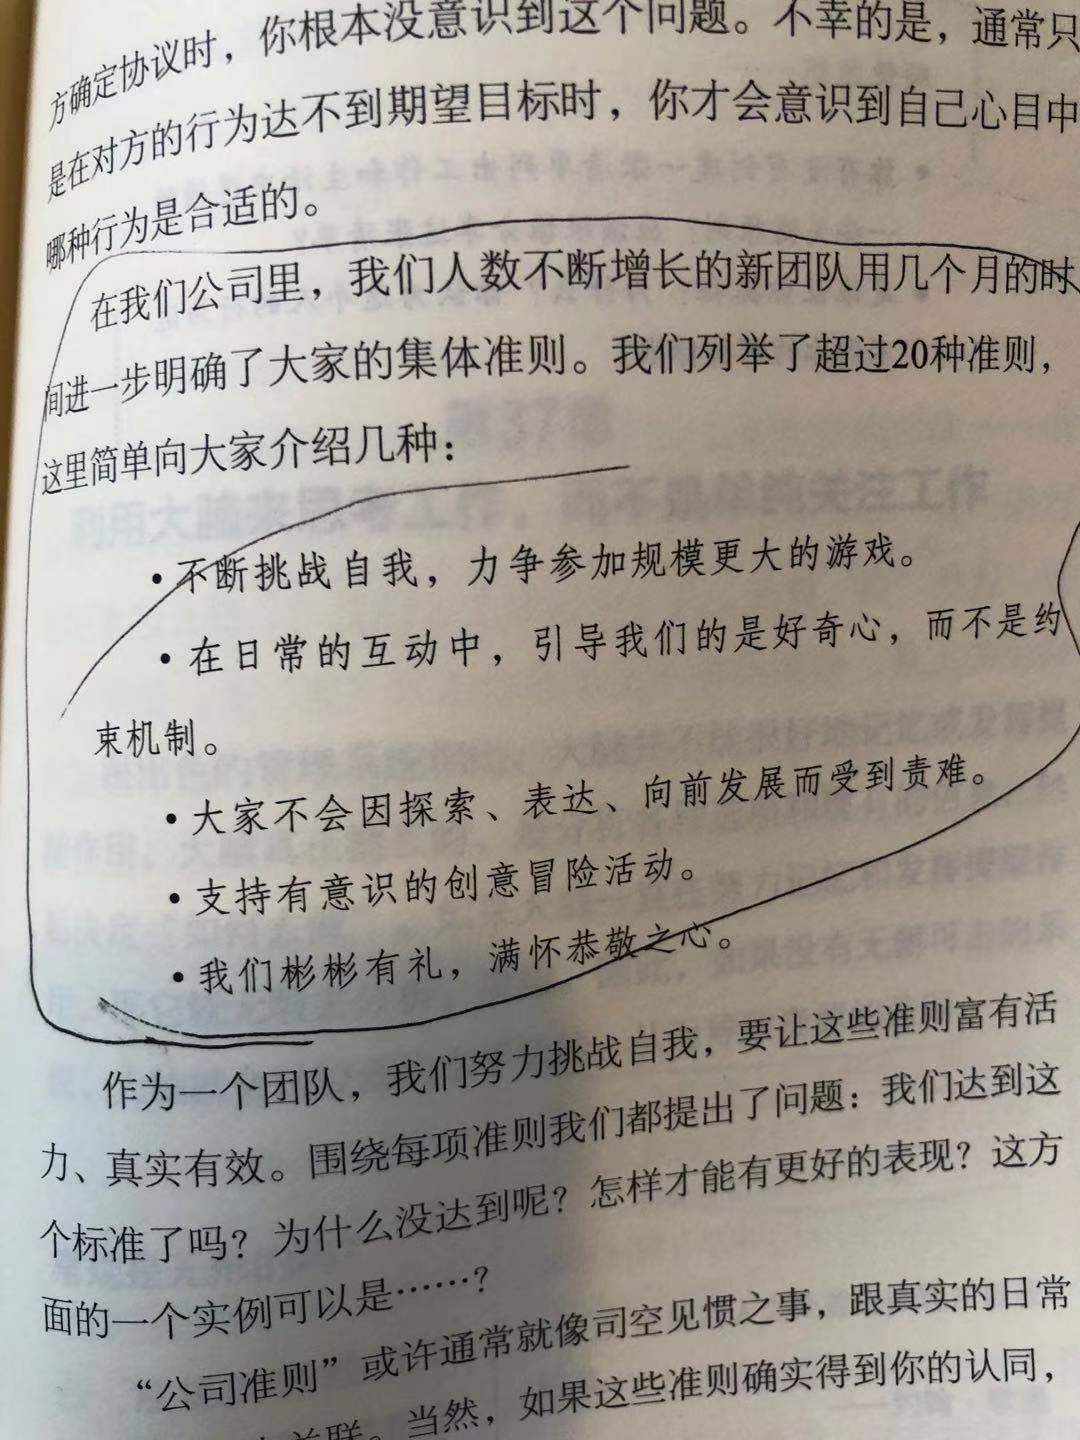 方确定协议时，你根本没意识到这个问题。不幸的是，通常只
是在对方的行为达不到期望目标时，你才会意识到自己心目中
哪种行为是合适的。
在我们公司里，我们人数不断增长的新团队用几个月的时
间进一步明确了大家的集体准则。我们列举了超过20种准则，
这里简单向大家介绍几种：
•不断挑战自我，力争参加规模更大的游戏。
•在日常的互动中，引导我们的是好奇心，而不是约
束机制。
•大家不会因探索、表达、向前发展而受到责难。
•支持有意识的创意冒险活动。
•我们彬彬有礼，满怀恭敬之心。
作为一个团队，我们努力挑战自我，要让这些准则富有活
力、真实有效。围绕每项准则我们都提出了问题：我们达到这
个标准了吗？为什么没达到呢？怎样才能有更好的表现？这方
面的一个实例可以是……？
“公司准则”或许通常就像司空见惯之事，跟真实的日常
关联。当然，如果这些准则确实得到你的认同，